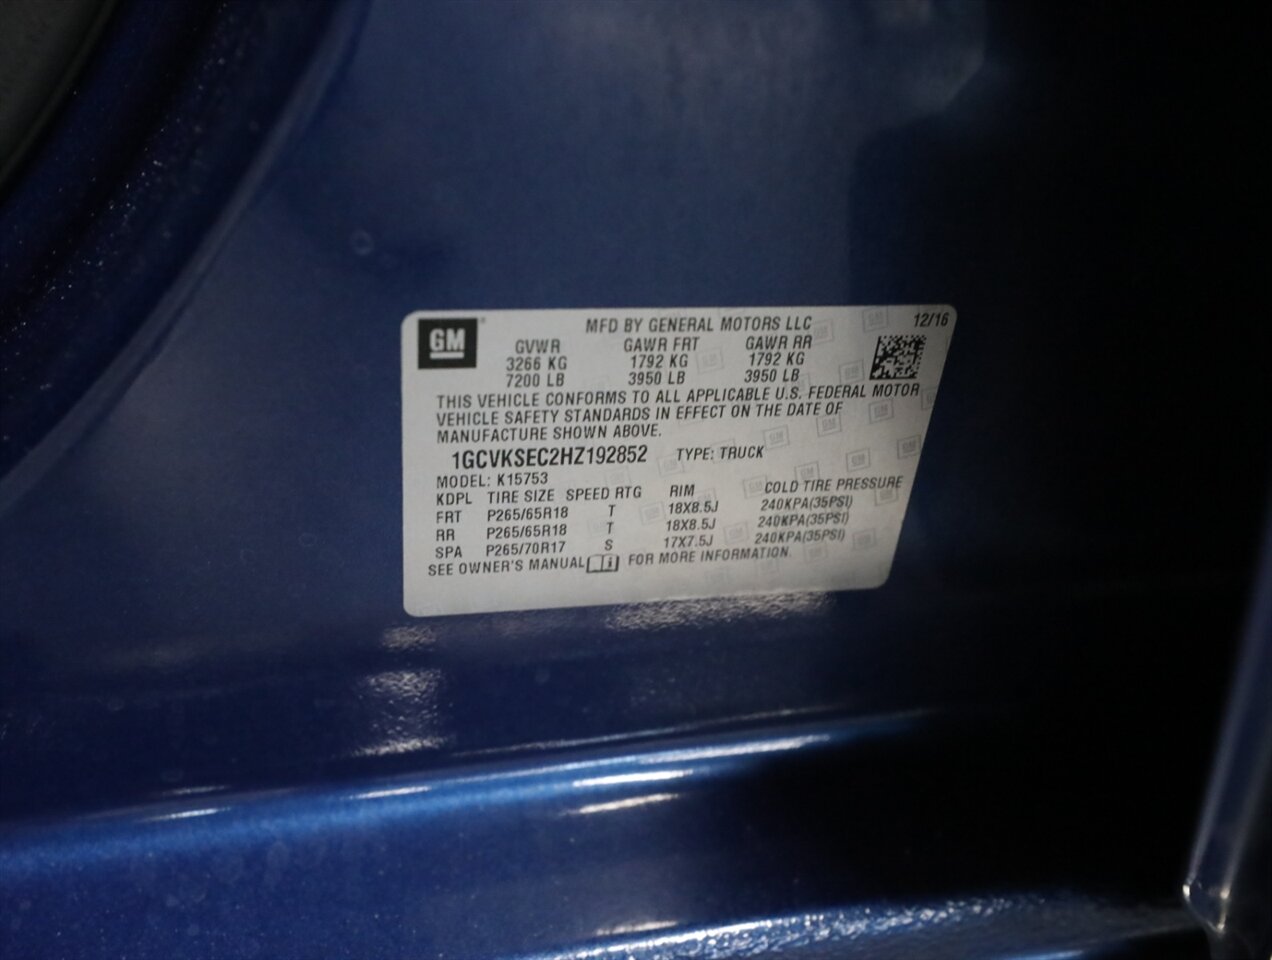 GM
MFD BY GENERAL MOTORS LLC 12/16
GVWR GAWR FRT GAWR RR
3266 KG 1792 KG 1792 KG
7200 LB 3950 LB 3950 LB
THIS VEHICLE CONFORMS TO ALL APPLICABLE U.S. FEDERAL MOTOR
VEHICLE SAFETY STANDARDS IN EFFECT ON THE DATE OF
MANUFACTURE SHOWN ABOVE.
1GCVKSEC2HZ192852 TYPE: TRUCK
MODEL: K15753
KDPL TIRE SIZE SPEED RTG RIM COLD TIRE PRESSURE
FRT P265/65R18 T 18X8.5J 240KPA(35PSI)
RR P265/65R18 T 18X8.5J 240KPA(35PSI)
SPA P265/70R17 S 17X7.5J 240KPA(35PSI)
SEE OWNER'S MANUAL i FOR MORE INFORMATION.